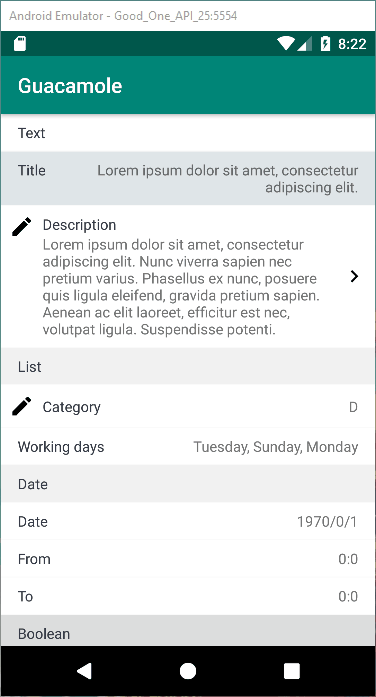 Android Emulator - Good_One_API_25:5554
8:22
Guacamole
Text
Title Lorem ipsum dolor sit amet, consectetur
adipiscing elit.
Description
Lorem ipsum dolor sit amet, consectetur
adipiscing elit. Nunc viverra sapien nec
pretium varius. Phasellus ex nunc, posuere
quis ligula eleifend, gravida pretium sapien.
Aenean ac elit laoreet, efficitur est nec,
volutpat ligula. Suspendisse potenti.
List
Category D
Working days Tuesday, Sunday, Monday
Date
Date 1970/0/1
From 0:0
To 0:0
Boolean